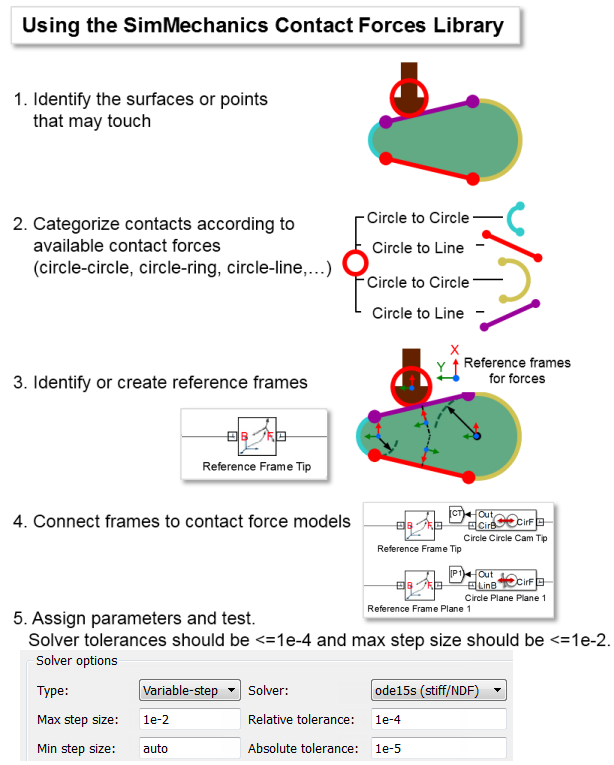 Using the SimMechanics Contact Forces Library
1. Identify the surfaces or points
that may touch
2. Categorize contacts according to
available contact forces
(circle-circle, circle-ring, circle-line,...)
Circle to Circle
Circle to Line
Circle to Circle
Circle to Line
3. Identify or create reference frames
B F
Reference Frame Tip
X
Y
Reference frames
for forces
4. Connect frames to contact force models
B F
Reference Frame Tip
[CT]
Out
CirB
CirF
Circle Circle Cam Tip
B F
Reference Frame Plane 1
[P1]
Out
LinB
CirF
Circle Plane Plane 1
5. Assign parameters and test.
Solver tolerances should be <=1e-4 and max step size should be <=1e-2.
Solver options
Type: Variable-step Solver: ode15s (stiff/NDF)
Max step size: 1e-2 Relative tolerance: 1e-4
Min step size: auto Absolute tolerance: 1e-5